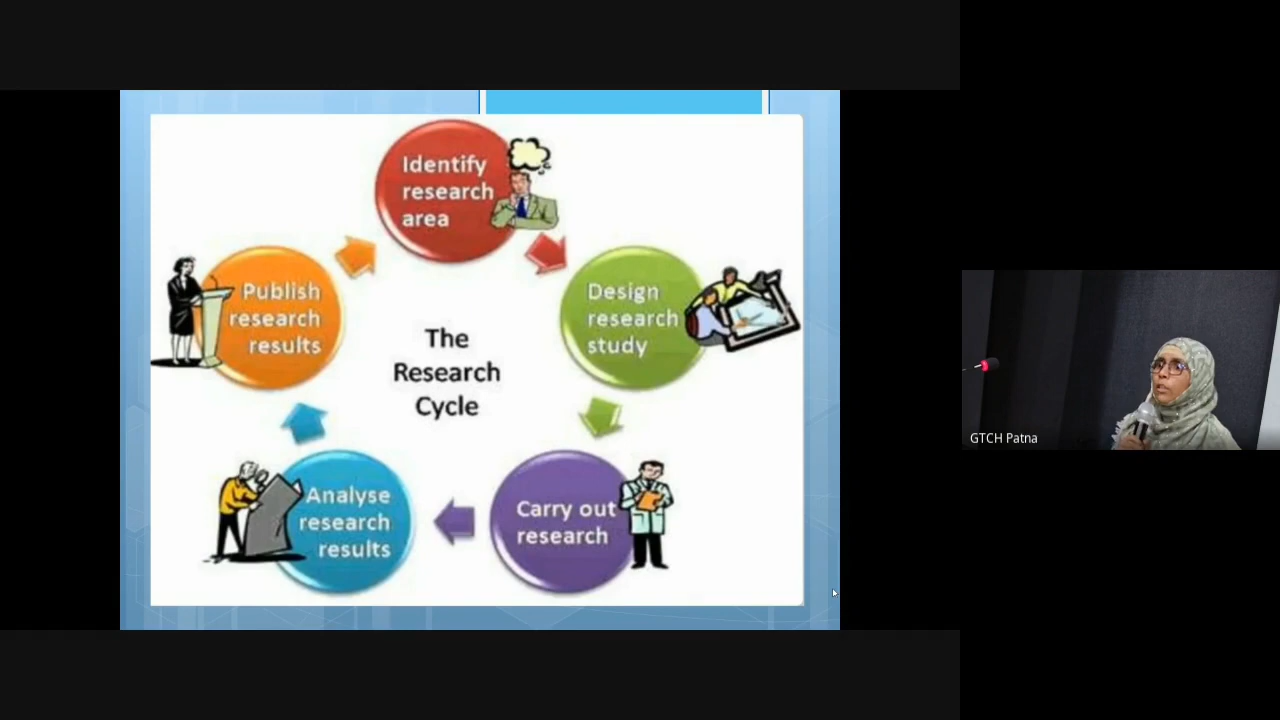 Identify
research
area
Design
research
study
Carry out
research
Analyse
research
results
Publish
research
results
The
Research
Cycle
GTCH Patna